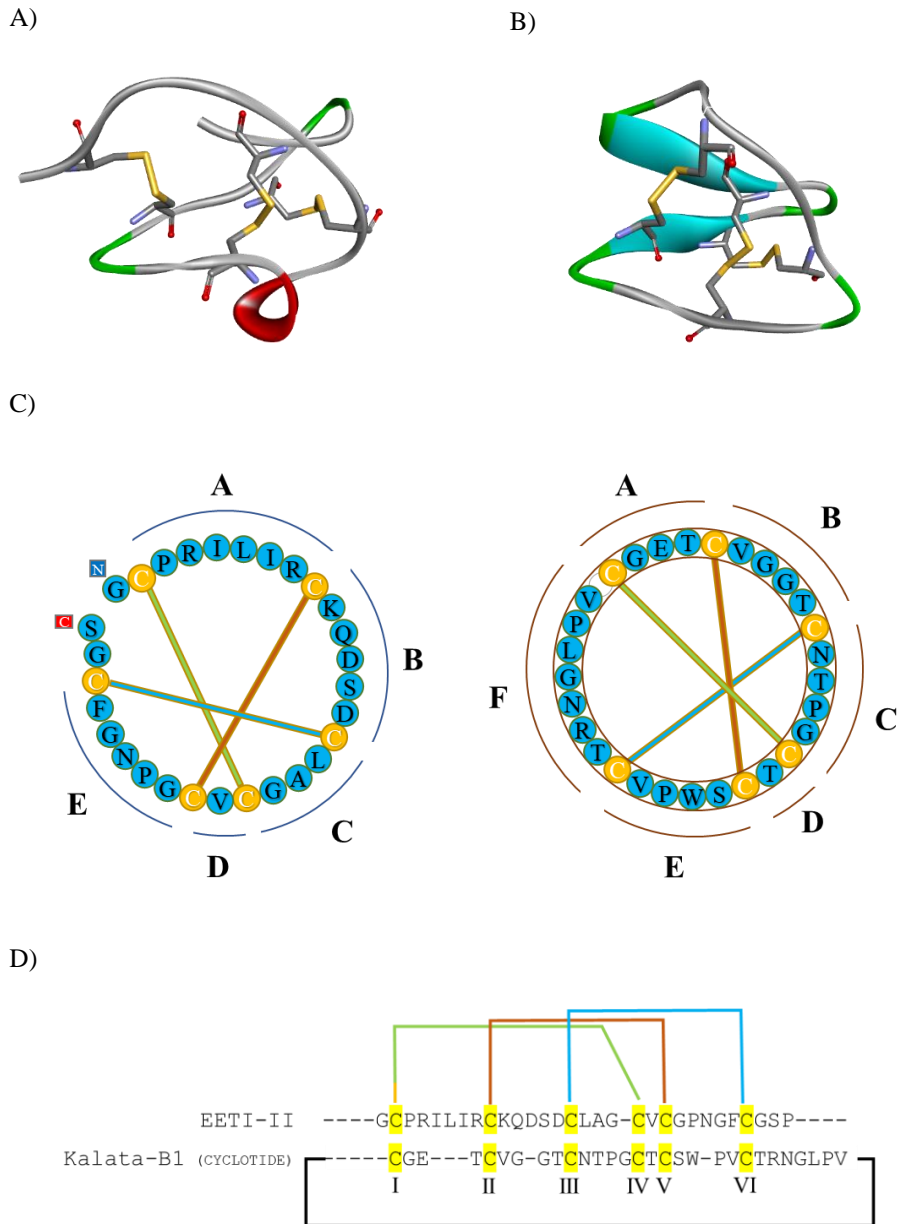 A)
B)
C)
A
N G C P R I L I R C K Q D S D C L A G C V C G P N G F C G S C
B
C
D
E
A
B
C G E T C V G G T C N T P G C T C S W P V C T R N G L P V
C
D
E
F
D)
EETI-II ----GCPRILIRCKQDSDCLAG-CVCGPNGFCGSP----
Kalata-B1 (CYCLOTIDE) -----CGE---TCVG-GTCNTPGCTCSW-PVCTRNGLPV
I II III IV V VI